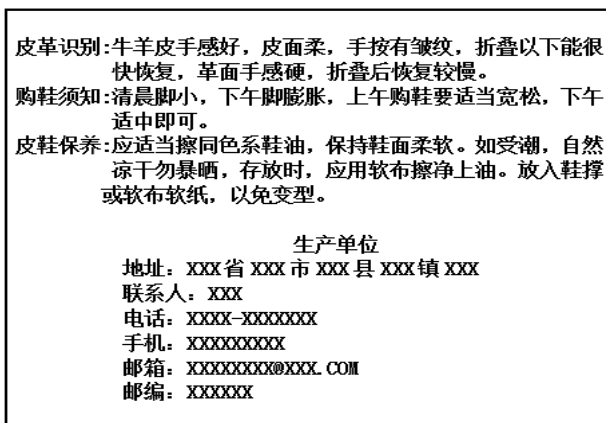 皮革识别:牛羊皮手感好，皮面柔，手按有皱纹，折叠以下能很
快恢复，革面手感硬，折叠后恢复较慢。
购鞋须知:清晨脚小，下午脚膨胀，上午购鞋要适当宽松，下午
适中即可。
皮鞋保养:应适当擦同色系鞋油，保持鞋面柔软。如受潮，自然
凉干勿暴晒，存放时，应用软布擦净上油。放入鞋撑
或软布软纸，以免变型。
生产单位
地址：XXX省XXX市XXX县XXX镇XXX
联系人：XXX
电话：XXXX-XXXXXXX
手机：XXXXXXXXX
邮箱：XXXXXXXX@XXX.COM
邮编：XXXXXX